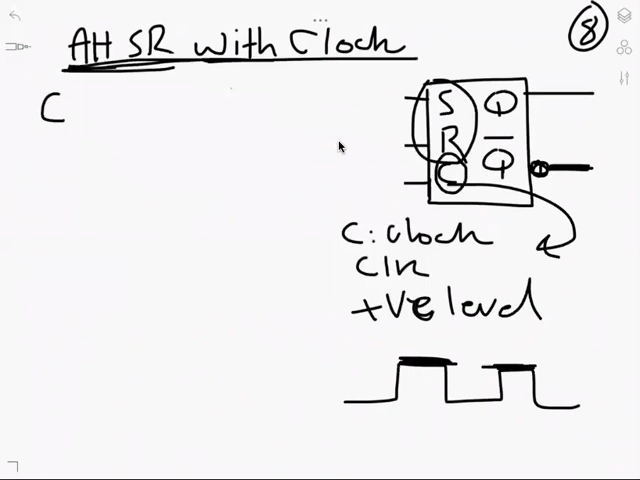 8
AH SR with Clock
C
S Q
R Q̅
C
C: Clock
Clk
+Ve level